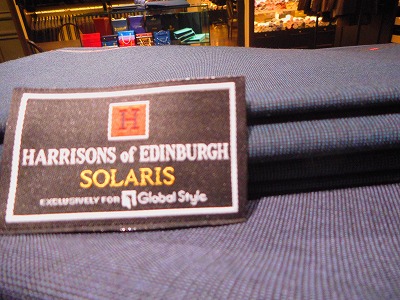 H
HARRISONS of EDINBURGH
SOLARIS
EXCLUSIVELY FOR Global Style